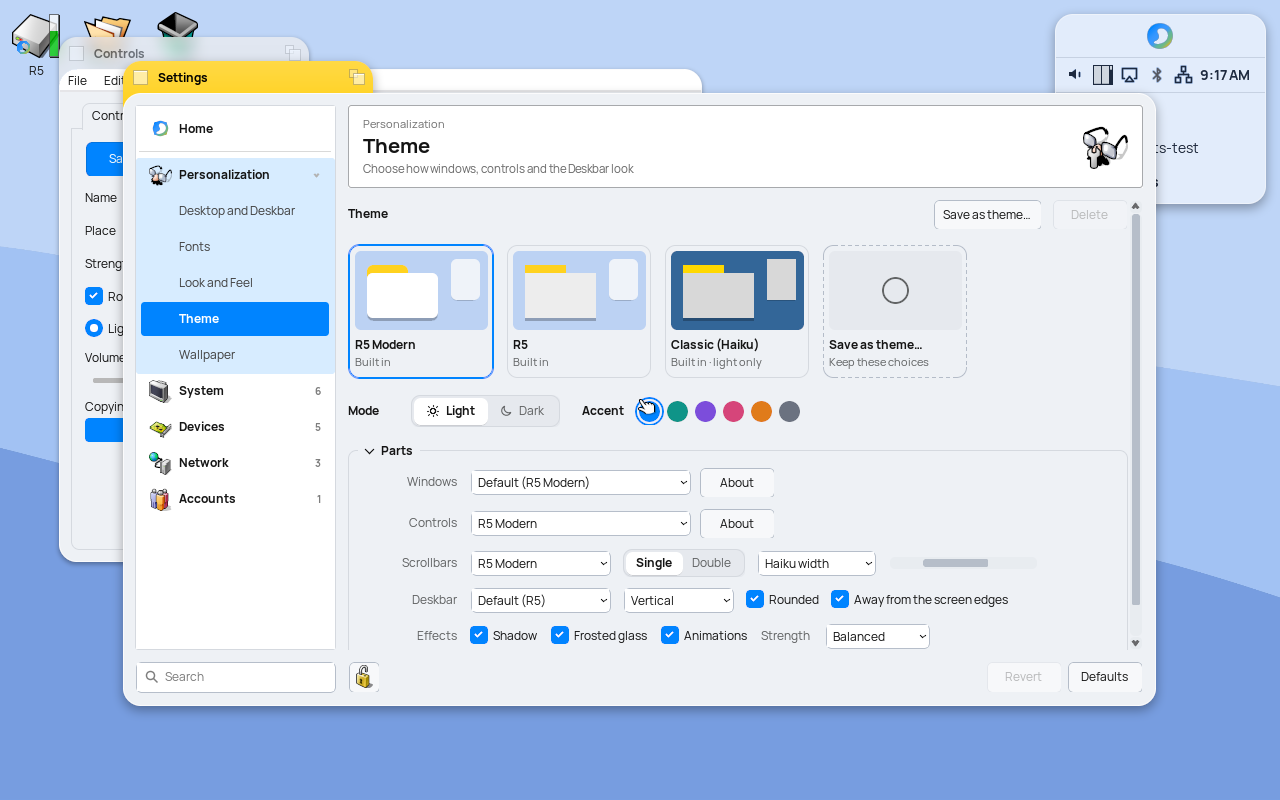 R5
Controls
File Edit
Settings
9:17 AM
ts-test
Home
Personalization
Desktop and Deskbar
Fonts
Look and Feel
Theme
Wallpaper
System 6
Devices 5
Network 3
Accounts 1
Search
Name
Place
Volume
Personalization
Theme
Choose how windows, controls and the Deskbar look
Theme
Save as theme…
Delete
R5 Modern
Built in
R5
Built in
Classic (Haiku)
Built in · light only
Save as theme…
Keep these choices
Mode Light Dark Accent
Parts
Windows Default (R5 Modern) About
Controls R5 Modern About
Scrollbars R5 Modern Single Double Haiku width
Deskbar Default (R5) Vertical Rounded Away from the screen edges
Effects Shadow Frosted glass Animations Strength Balanced
Revert Defaults